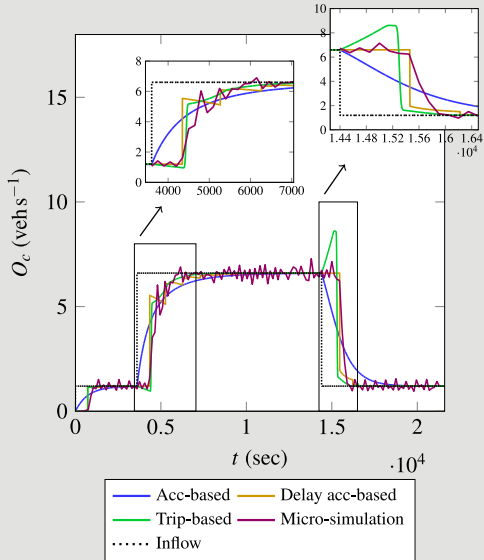 10
8
6
4
2
0
1.44 1.48 1.52 1.56 1.6 1.64
·10⁴
8
6
4
2
0
4000 5000 6000 7000
15
10
5
0
O_c (veh s⁻¹)
0 0.5 1 1.5 2
·10⁴
t (sec)
Acc-based Delay acc-based
Trip-based Micro-simulation
Inflow